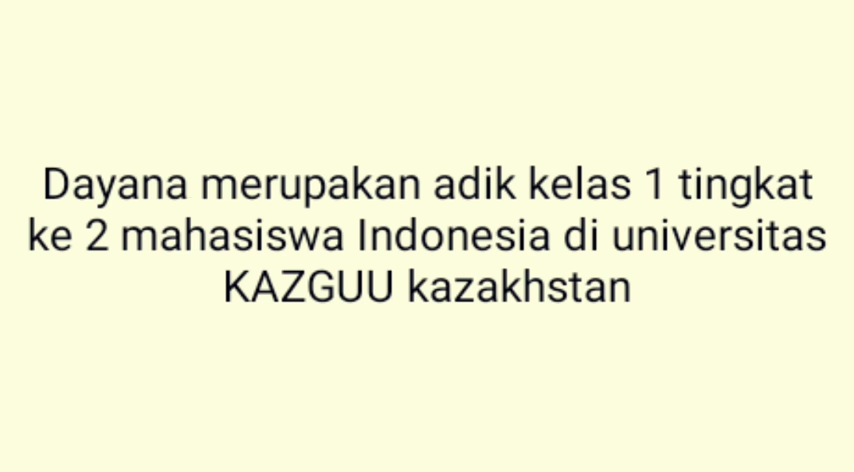 Dayana merupakan adik kelas 1 tingkat
ke 2 mahasiswa Indonesia di universitas
KAZGUU kazakhstan